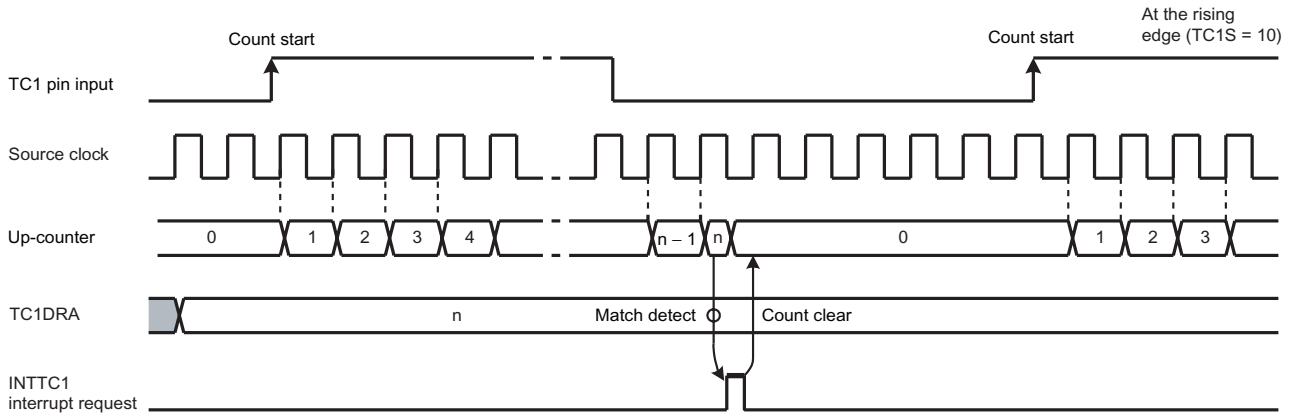 At the rising
edge (TC1S = 10)
Count start
Count start
TC1 pin input
Source clock
Up-counter
0
1
2
3
4
n – 1
n
0
1
2
3
TC1DRA
n
Match detect
Count clear
INTTC1
interrupt request